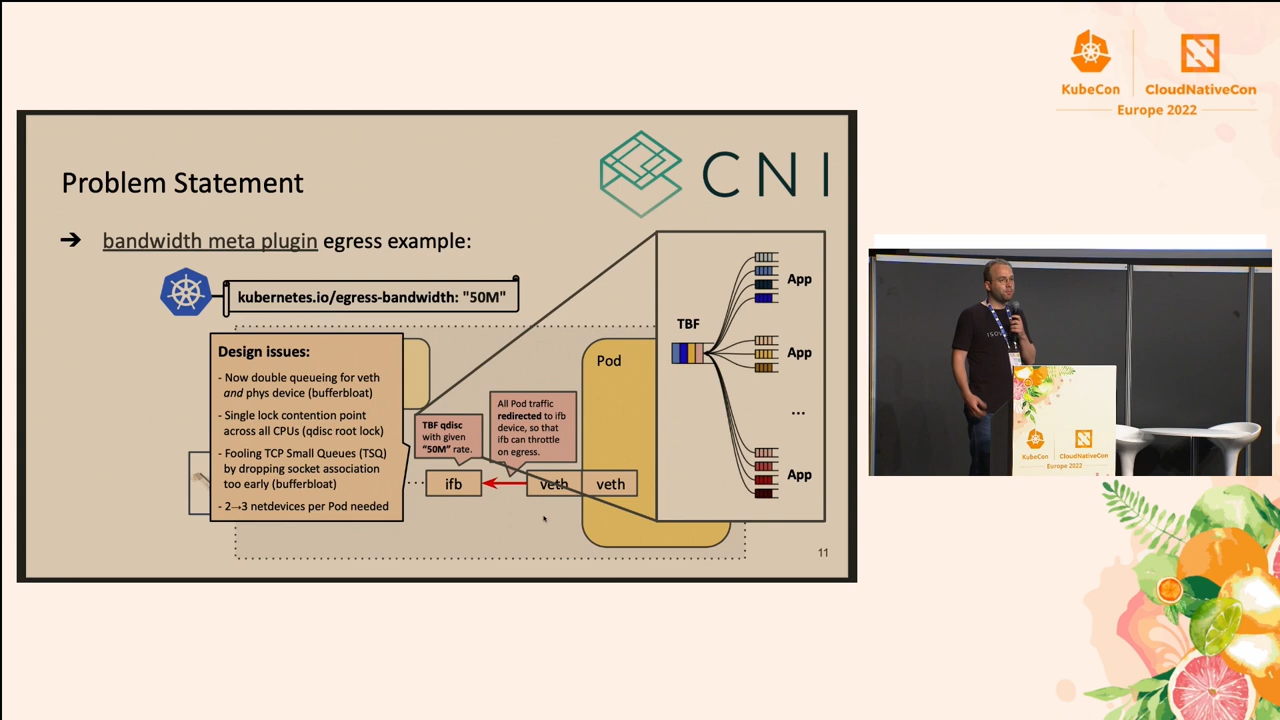 KubeCon
CloudNativeCon
Europe 2022
CNI
Problem Statement
➔ bandwidth meta plugin egress example:
kubernetes.io/egress-bandwidth: "50M"
Design issues:
- Now double queueing for veth
and phys device (bufferbloat)
- Single lock contention point
across all CPUs (qdisc root lock)
- Fooling TCP Small Queues (TSQ)
by dropping socket association
too early (bufferbloat)
- 2→3 netdevices per Pod needed
TBF qdisc
with given
"50M" rate.
All Pod traffic
redirected to ifb
device, so that
ifb can throttle
on egress.
ifb
veth
veth
Pod
TBF
App
App
...
App
11
KubeCon
CloudNativeCon
Europe 2022